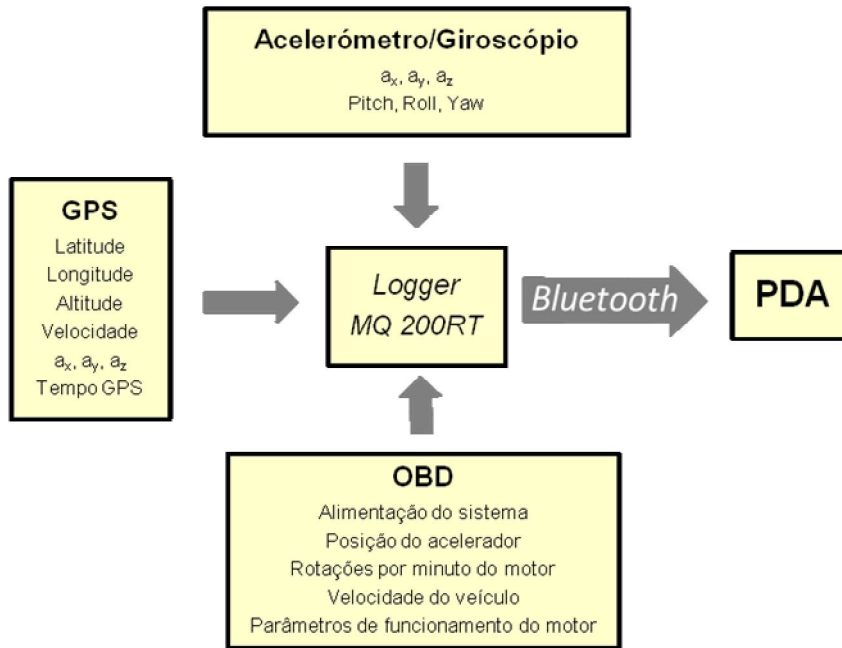 Acelerómetro/Giroscópio
ax, ay, az
Pitch, Roll, Yaw
GPS
Latitude
Longitude
Altitude
Velocidade
ax, ay, az
Tempo GPS
Logger
MQ 200RT
Bluetooth
PDA
OBD
Alimentação do sistema
Posição do acelerador
Rotações por minuto do motor
Velocidade do veículo
Parâmetros de funcionamento do motor